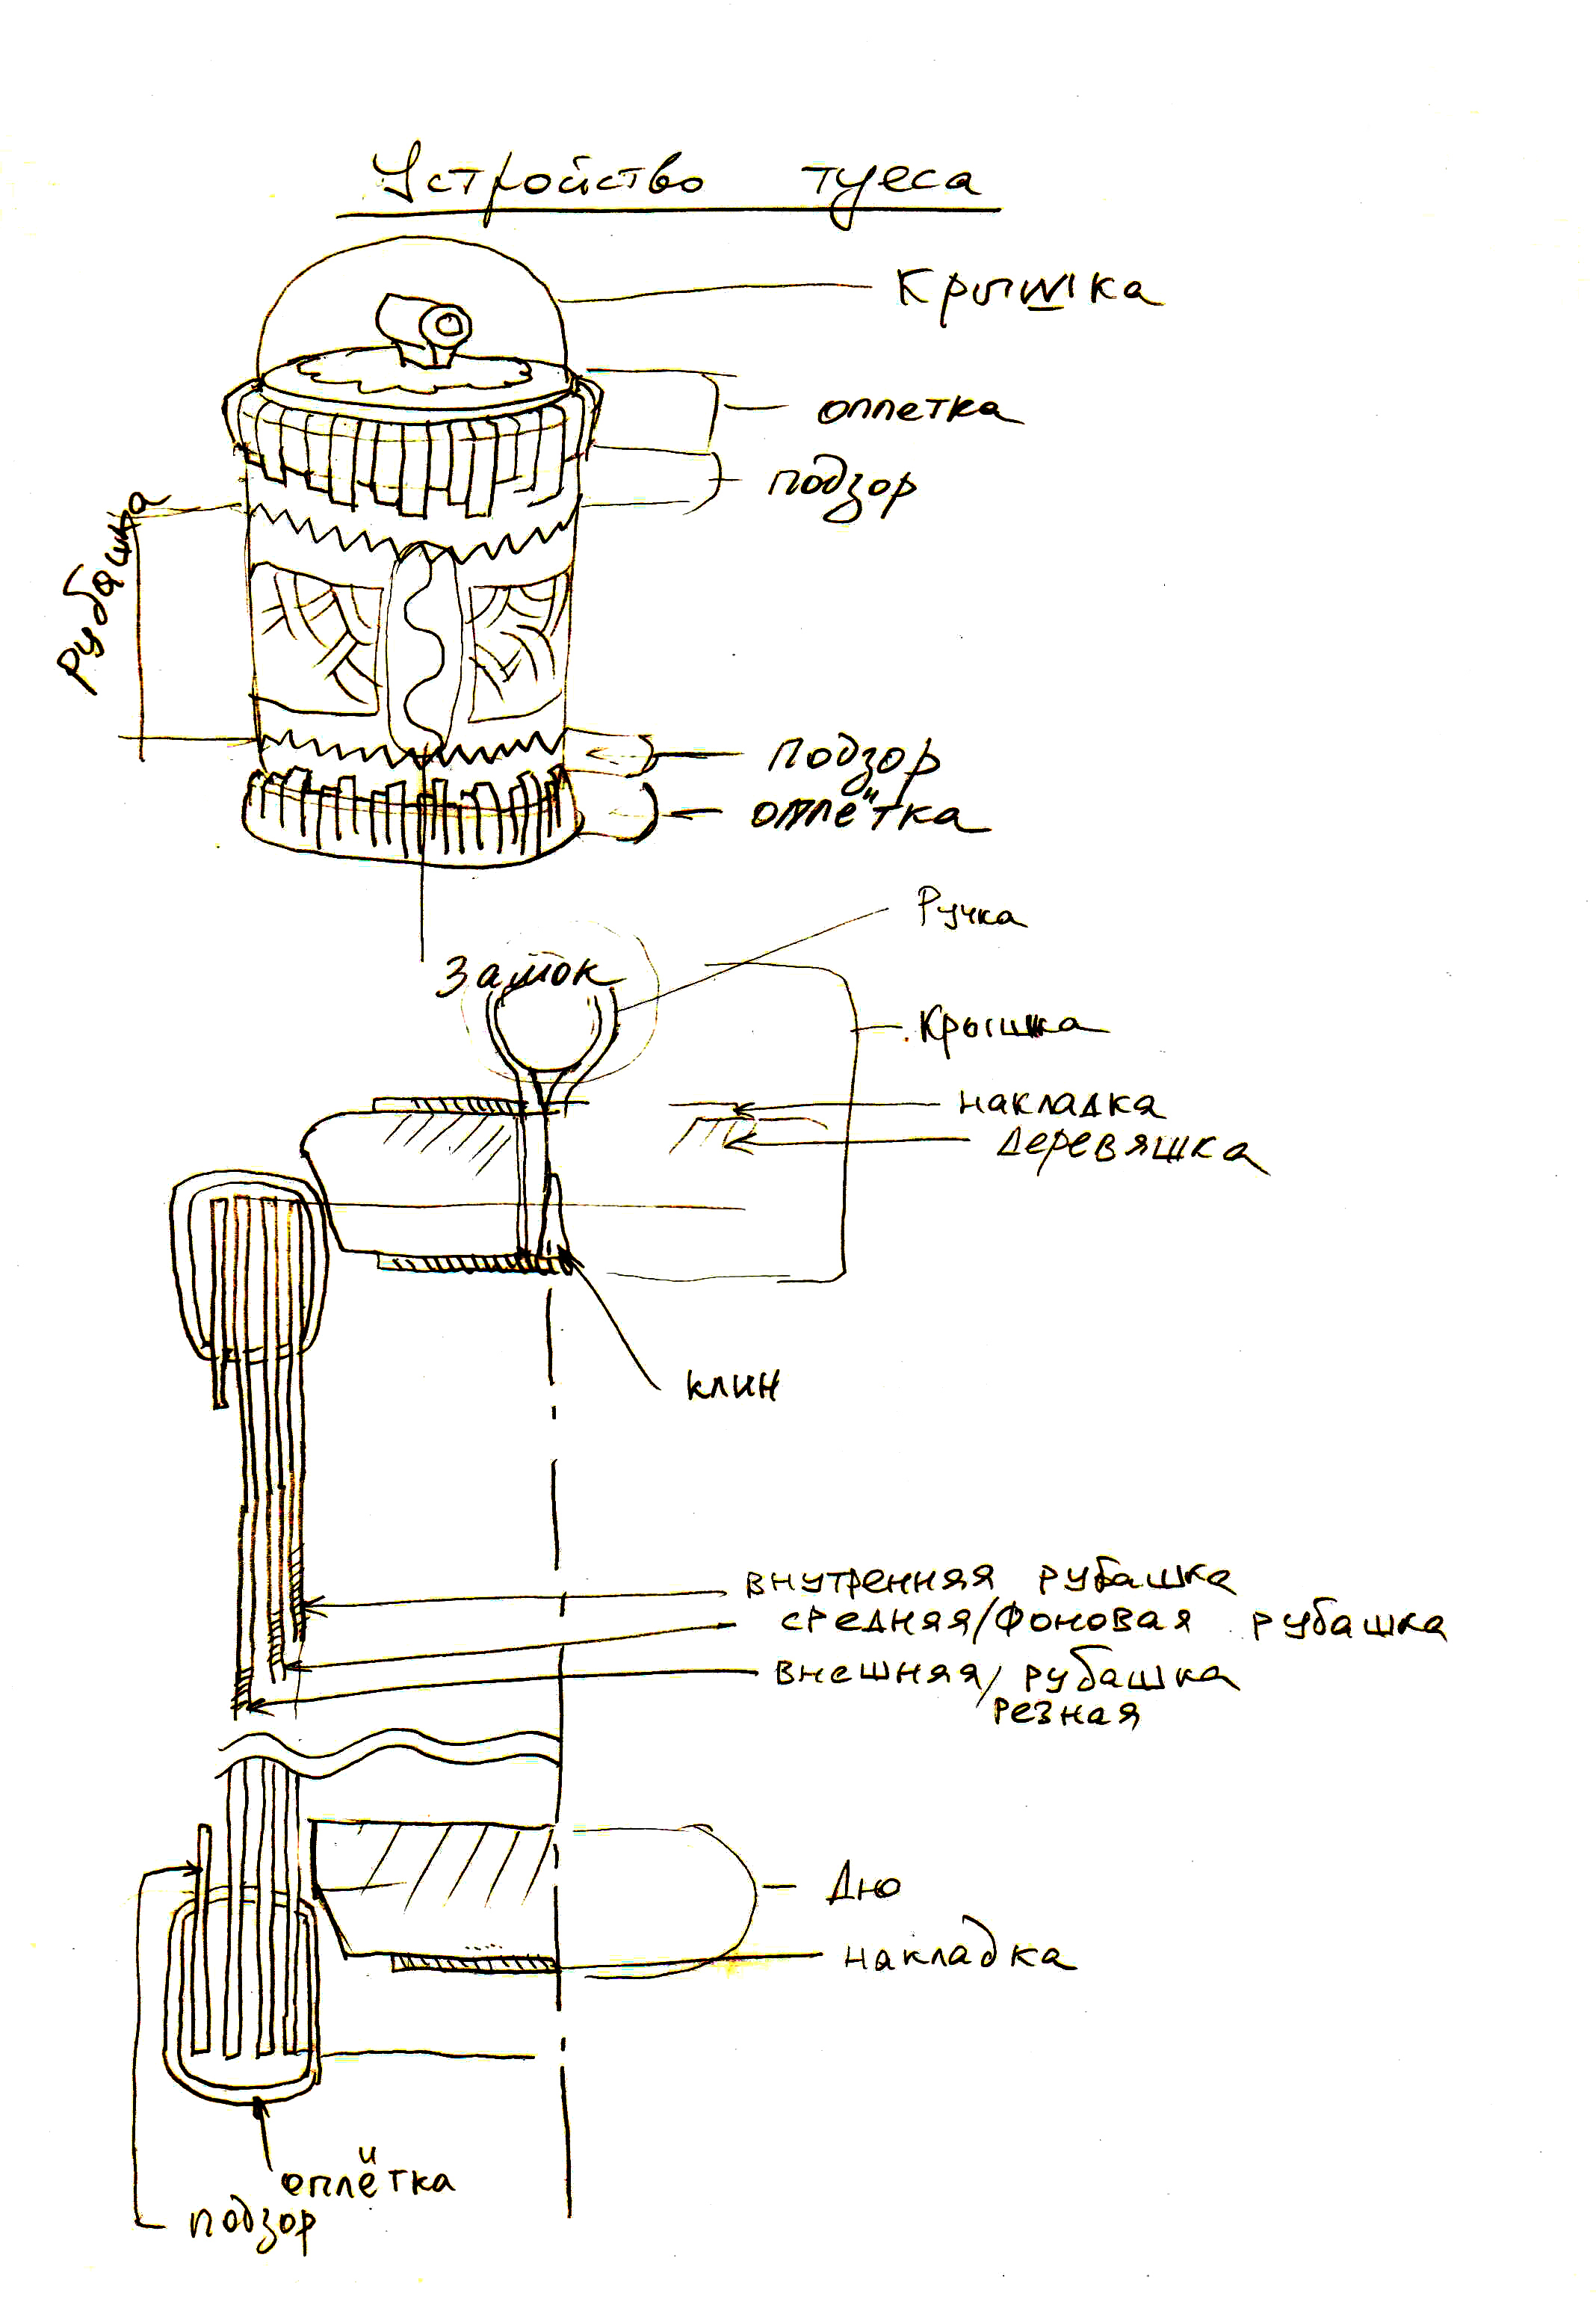 Устройство туеса
Крышка
оплетка
подзор
рубашка
подзор
оплётка
Ручка
Замок
Крышка
накладка
деревяшка
клин
внутренняя рубашка
средняя/фоновая рубашка
внешняя/рубашка
резная
Дно
накладка
оплётка
подзор